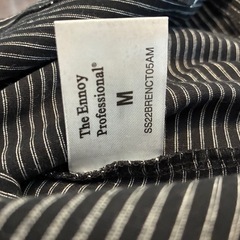 The Ennoy
Professional®
M
SS22BRENCT05AM